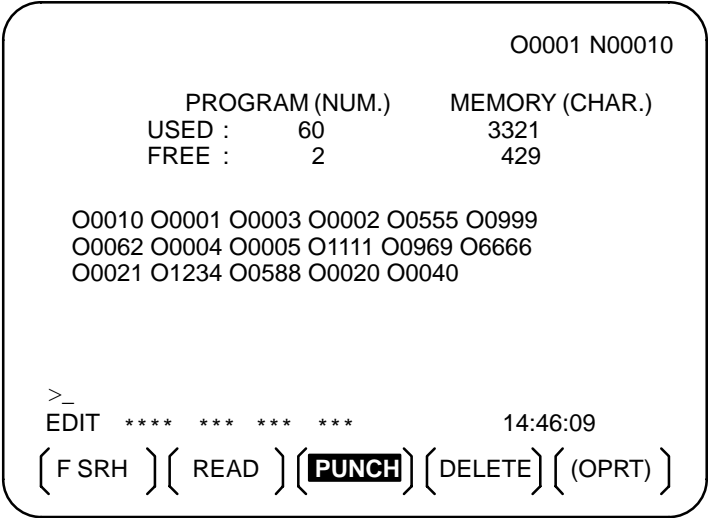 O0001 N00010
PROGRAM (NUM.) MEMORY (CHAR.)
USED : 60 3321
FREE : 2 429
O0010 O0001 O0003 O0002 O0555 O0999
O0062 O0004 O0005 O1111 O0969 O6666
O0021 O1234 O0588 O0020 O0040
>_
EDIT **** *** *** *** 14:46:09
F SRH READ PUNCH DELETE (OPRT)